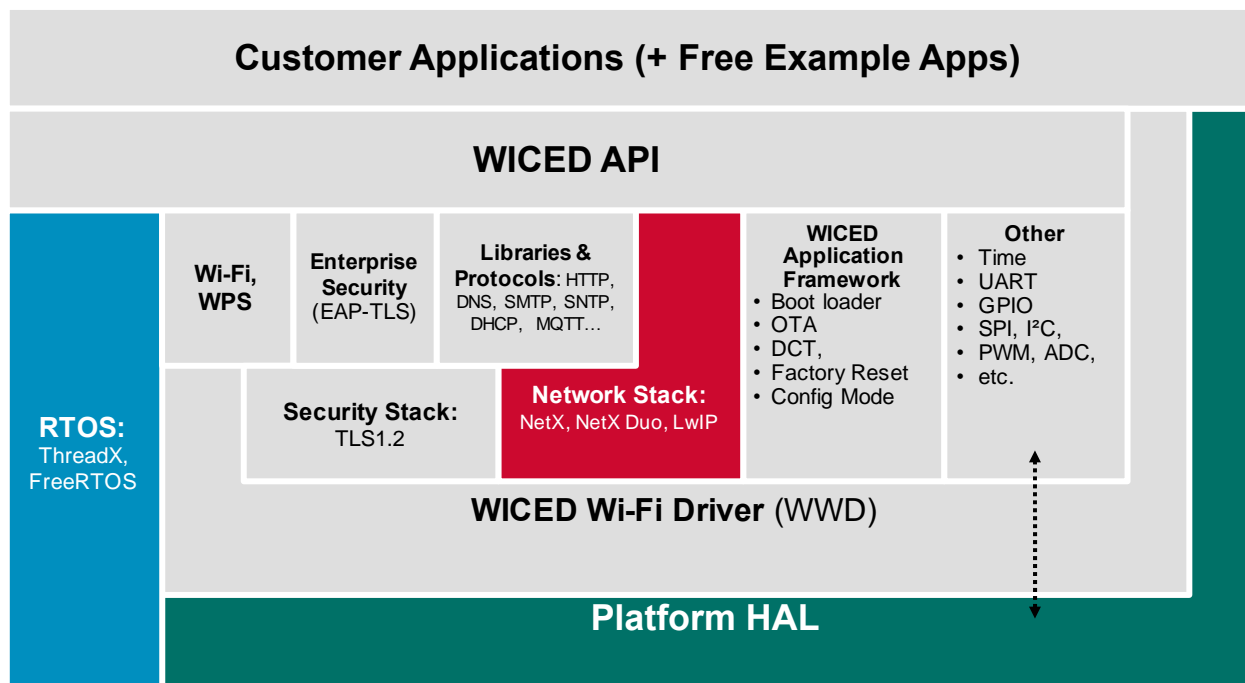 Customer Applications (+ Free Example Apps)
WICED API
RTOS:
ThreadX,
FreeRTOS
Wi-Fi,
WPS
Enterprise
Security
(EAP-TLS)
Libraries &
Protocols: HTTP,
DNS, SMTP, SNTP,
DHCP, MQTT…
Security Stack:
TLS1.2
Network Stack:
NetX, NetX Duo, LwIP
WICED
Application
Framework
• Boot loader
• OTA
• DCT,
• Factory Reset
• Config Mode
Other
• Time
• UART
• GPIO
• SPI, I²C,
• PWM, ADC,
• etc.
WICED Wi-Fi Driver (WWD)
Platform HAL